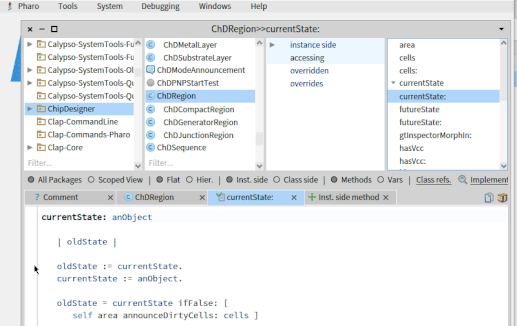 Pharo Tools System Debugging Windows Help
ChDRegion>>currentState:
Calypso-SystemTools-Fu
Calypso-SystemTools-Fu
Calypso-SystemTools-Ol
Calypso-SystemTools-Qu
Calypso-SystemTools-Qu
ChipDesigner
Clap-CommandLine
Clap-Commands-Pharo
Clap-Core
Filter...
ChDMetalLayer
ChDSubstrateLayer
ChDModeAnnouncement
ChDPNPStartTest
ChDRegion
ChDCompactRegion
ChDGeneratorRegion
ChDJunctionRegion
ChDSequence
Filter...
instance side
accessing
overridden
overrides
area
cells
cells:
currentState
currentState:
futureState
futureState:
gtInspectorMorphIn:
hasVcc
hasVcc:
All Packages Scoped View | Flat Hier. | Inst. side Class side | Methods Vars | Class refs. Implement
? Comment × ChDRegion × currentState: × + Inst. side method ×
currentState: anObject
| oldState |
oldState := currentState.
currentState := anObject.
oldState = currentState ifFalse: [
self area announceDirtyCells: cells ]